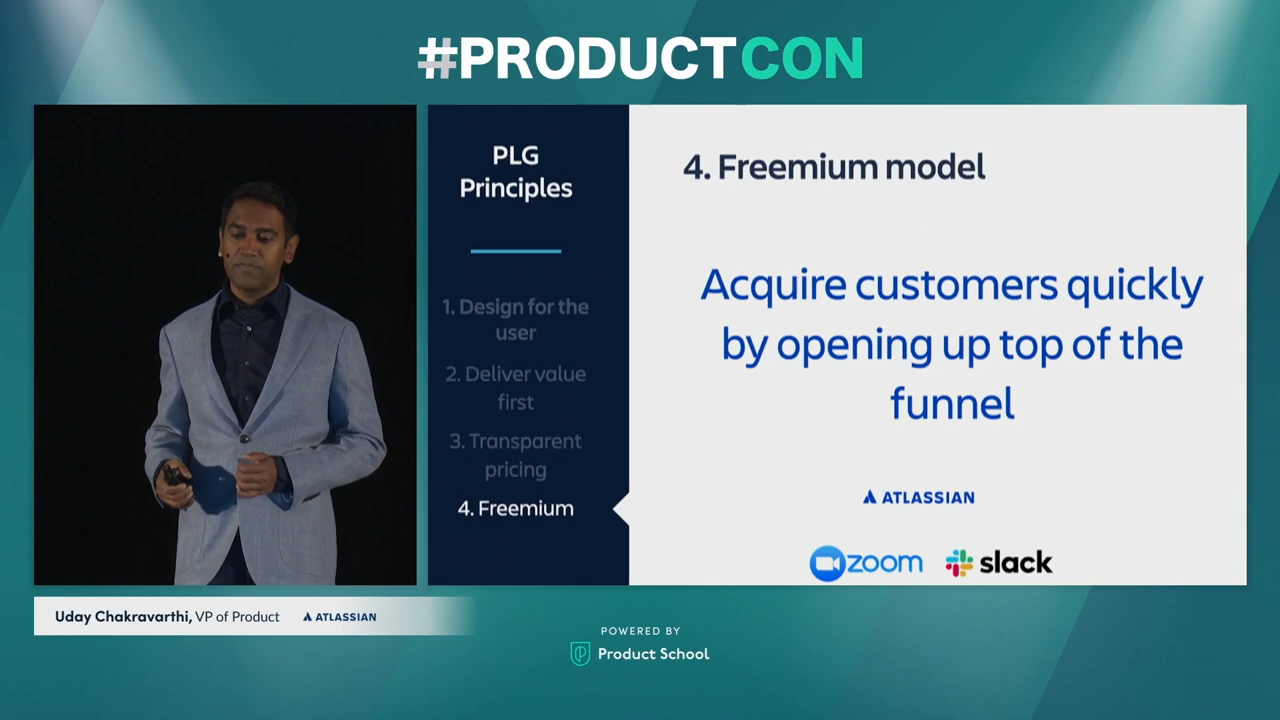 #PRODUCTCON
PLG
Principles
1. Design for the
user
2. Deliver value
first
3. Transparent
pricing
4. Freemium
4. Freemium model
Acquire customers quickly
by opening up top of the
funnel
ATLASSIAN
zoom
slack
Uday Chakravarthi, VP of Product ATLASSIAN
POWERED BY
Product School